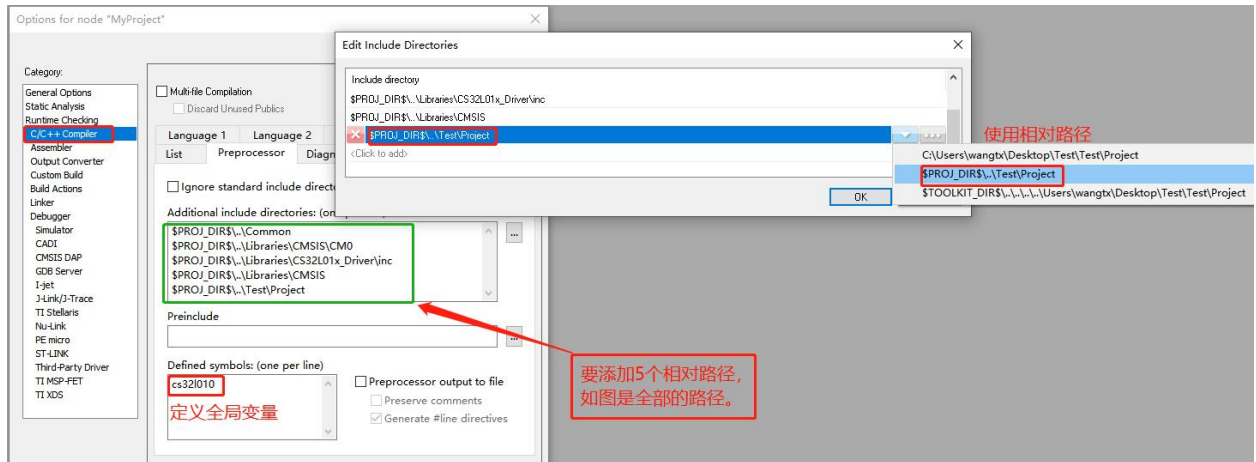 Options for node "MyProject"
Category:
General Options
Static Analysis
Runtime Checking
C/C++ Compiler
Assembler
Output Converter
Custom Build
Build Actions
Linker
Debugger
Simulator
CADI
CMSIS DAP
GDB Server
I-jet
J-Link/J-Trace
TI Stellaris
Nu-Link
PE micro
ST-LINK
Third-Party Driver
TI MSP-FET
TI XDS
Multi-file Compilation
Discard Unused Publics
Language 1 Language 2
List Preprocessor Diagn
Ignore standard include direct
Additional include directories: (on
$PROJ_DIR$\..\Common
$PROJ_DIR$\..\Libraries\CMSIS\CM0
$PROJ_DIR$\..\Libraries\CS32L01x_Driver\inc
$PROJ_DIR$\..\Libraries\CMSIS
$PROJ_DIR$\..\Test\Project
...
Preinclude
...
Defined symbols: (one per line)
cs32l010
定义全局变量
Preprocessor output to file
Preserve comments
Generate #line directives
Edit Include Directories
Include directory
$PROJ_DIR$\..\Libraries\CS32L01x_Driver\inc
$PROJ_DIR$\..\Libraries\CMSIS
$PROJ_DIR$\..\Test\Project
<Click to add>
OK
使用相对路径
C:\Users\wangtx\Desktop\Test\Test\Project
$PROJ_DIR$\..\Test\Project
$TOOLKIT_DIR$\..\..\..\..\Users\wangtx\Desktop\Test\Test\Project
要添加5个相对路径，
如图是全部的路径。